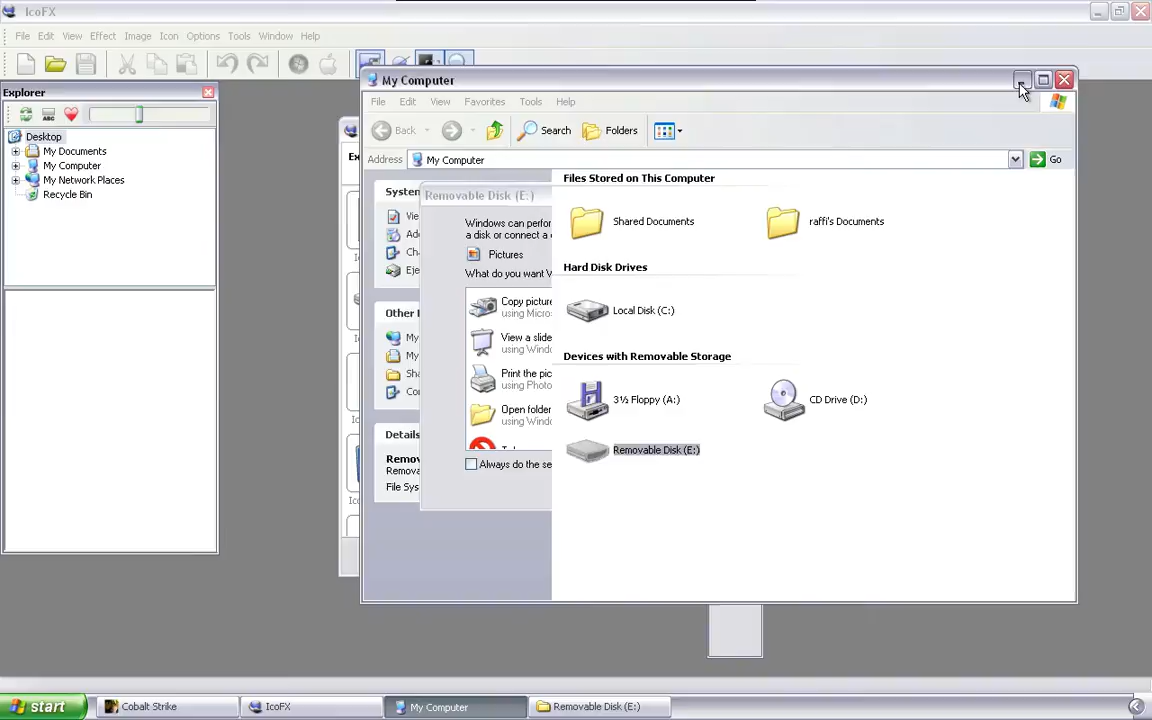 IcoFX
File Edit View Effect Image Icon Options Tools Window Help
Explorer
ABC
Desktop
My Documents
My Computer
My Network Places
Recycle Bin
My Computer
File Edit View Favorites Tools Help
Back Search Folders
Address My Computer Go
Files Stored on This Computer
Shared Documents raffi's Documents
Hard Disk Drives
Local Disk (C:)
Devices with Removable Storage
3½ Floppy (A:) CD Drive (D:)
Removable Disk (E:)
Removable Disk (E:)
Windows can perfor
a disk or connect a
Pictures
What do you want
Copy picture
using Micros
View a slide
using Windo
Print the pic
using Photo
Open folder
using Windo
Always do the se
Other
Details
File Sys
start Cobalt Strike IcoFX My Computer Removable Disk (E:)